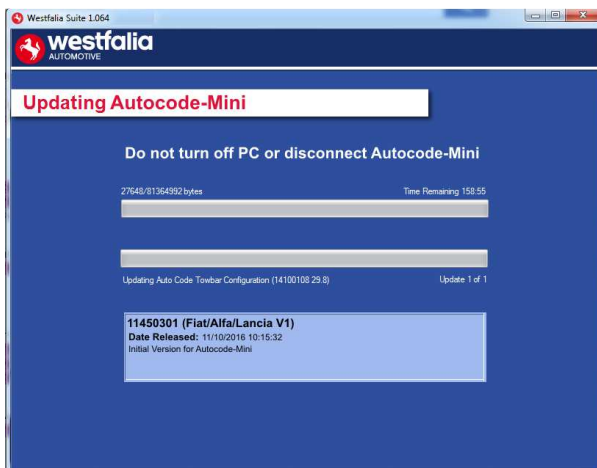 Westfalia Suite 1.064
westfalia
AUTOMOTIVE
Updating Autocode-Mini
Do not turn off PC or disconnect Autocode-Mini
27648/81364992 bytes Time Remaining 158:55
Updating Auto Code Towbar Configuration (14100108 29.8) Update 1 of 1
11450301 (Fiat/Alfa/Lancia V1)
Date Released: 11/10/2016 10:15:32
Initial Version for Autocode-Mini